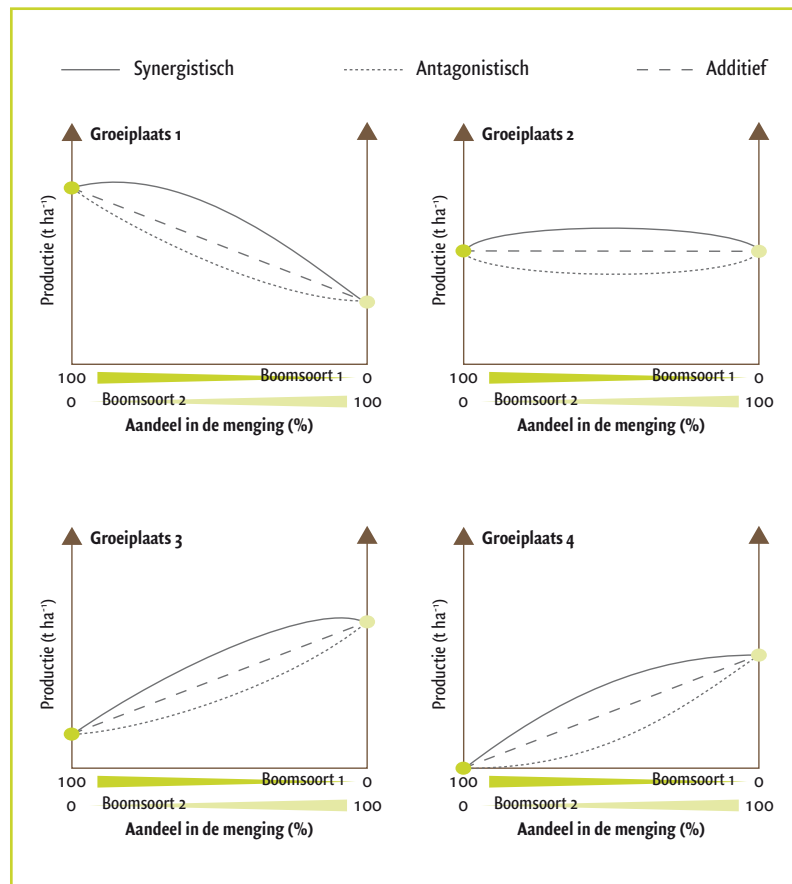 Synergistisch Antagonistisch Additief
Groeiplaats 1
Productie (t ha⁻¹)
100 Boomsoort 1 0
0 Boomsoort 2 100
Aandeel in de menging (%)
Groeiplaats 2
Productie (t ha⁻¹)
100 Boomsoort 1 0
0 Boomsoort 2 100
Aandeel in de menging (%)
Groeiplaats 3
Productie (t ha⁻¹)
100 Boomsoort 1 0
0 Boomsoort 2 100
Aandeel in de menging (%)
Groeiplaats 4
Productie (t ha⁻¹)
100 Boomsoort 1 0
0 Boomsoort 2 100
Aandeel in de menging (%)